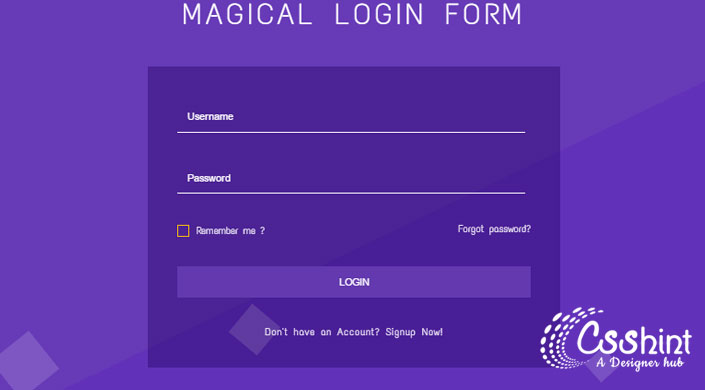 MAGICAL LOGIN FORM
Username
Password
Remember me ?
Forgot password?
LOGIN
Don't have an Account? Signup Now!
Csshint
A Designer hub